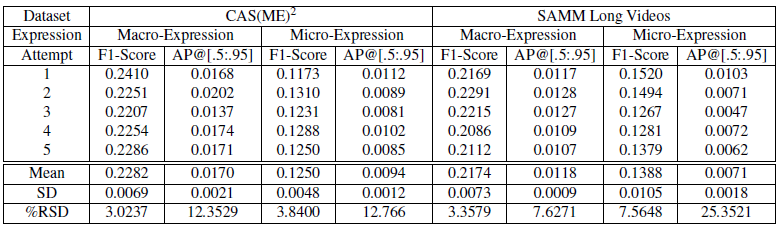 Dataset CAS(ME)² SAMM Long Videos
Expression Macro-Expression Micro-Expression Macro-Expression Micro-Expression
Attempt F1-Score AP@[.5:.95] F1-Score AP@[.5:.95] F1-Score AP@[.5:.95] F1-Score AP@[.5:.95]
1 0.2410 0.0168 0.1173 0.0112 0.2169 0.0117 0.1520 0.0103
2 0.2251 0.0202 0.1310 0.0089 0.2291 0.0128 0.1494 0.0071
3 0.2207 0.0137 0.1231 0.0081 0.2215 0.0127 0.1267 0.0047
4 0.2254 0.0174 0.1288 0.0102 0.2086 0.0109 0.1281 0.0072
5 0.2286 0.0171 0.1250 0.0085 0.2112 0.0107 0.1379 0.0062
Mean 0.2282 0.0170 0.1250 0.0094 0.2174 0.0118 0.1388 0.0071
SD 0.0069 0.0021 0.0048 0.0012 0.0073 0.0009 0.0105 0.0018
%RSD 3.0237 12.3529 3.8400 12.766 3.3579 7.6271 7.5648 25.3521